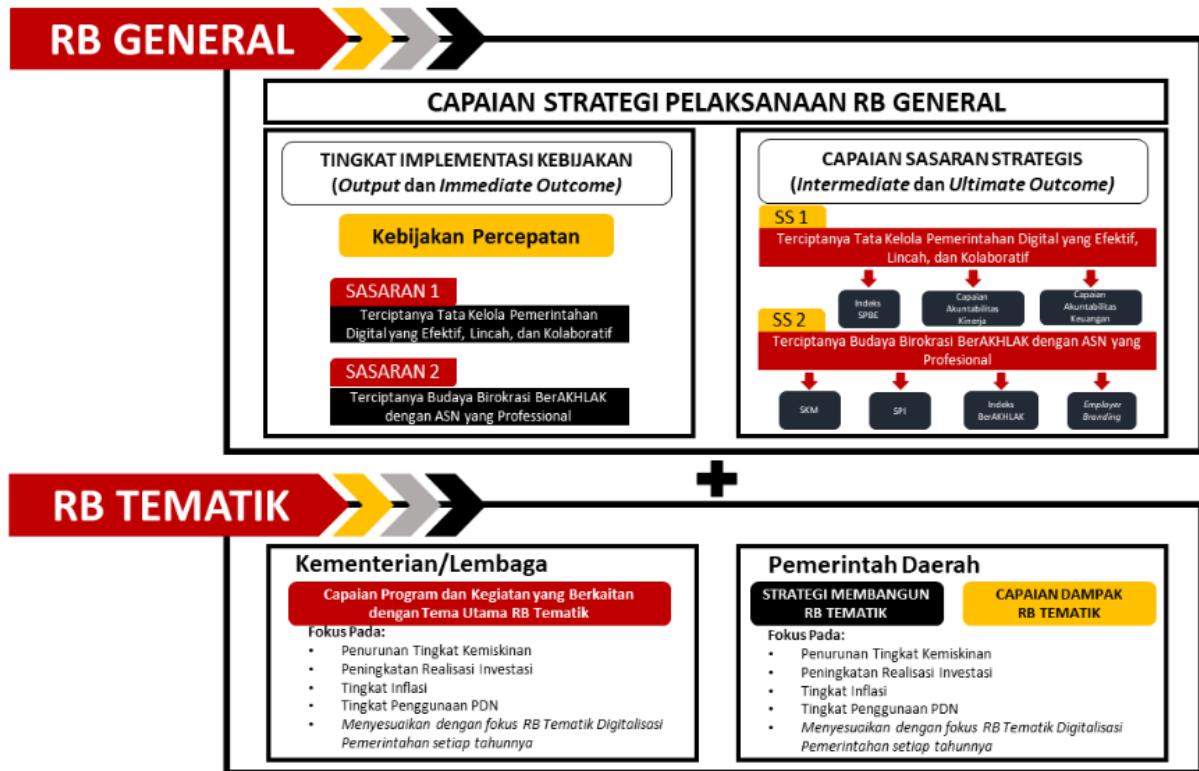 RB GENERAL
CAPAIAN STRATEGI PELAKSANAAN RB GENERAL
TINGKAT IMPLEMENTASI KEBIJAKAN
(Output dan Immediate Outcome)
Kebijakan Percepatan
SASARAN 1
Terciptanya Tata Kelola Pemerintahan
Digital yang Efektif, Lincah, dan Kolaboratif
SASARAN 2
Terciptanya Budaya Birokrasi BerAKHLAK
dengan ASN yang Professional
CAPAIAN SASARAN STRATEGIS
(Intermediate dan Ultimate Outcome)
SS 1
Terciptanya Tata Kelola Pemerintahan Digital yang Efektif,
Lincah, dan Kolaboratif
Indeks
SPBE
Capaian
Akuntabilitas
Kinerja
Capaian
Akuntabilitas
Keuangan
SS 2
Terciptanya Budaya Birokrasi BerAKHLAK dengan ASN yang
Profesional
SKM
SPI
Indeks
BerAKHLAK
Employer
Branding
+
RB TEMATIK
Kementerian/Lembaga
Capaian Program dan Kegiatan yang Berkaitan
dengan Tema Utama RB Tematik
Fokus Pada:
• Penurunan Tingkat Kemiskinan
• Peningkatan Realisasi Investasi
• Tingkat Inflasi
• Tingkat Penggunaan PDN
• Menyesuaikan dengan fokus RB Tematik Digitalisasi
Pemerintahan setiap tahunnya
Pemerintah Daerah
STRATEGI MEMBANGUN
RB TEMATIK
CAPAIAN DAMPAK
RB TEMATIK
Fokus Pada:
• Penurunan Tingkat Kemiskinan
• Peningkatan Realisasi Investasi
• Tingkat Inflasi
• Tingkat Penggunaan PDN
• Menyesuaikan dengan fokus RB Tematik Digitalisasi
Pemerintahan setiap tahunnya